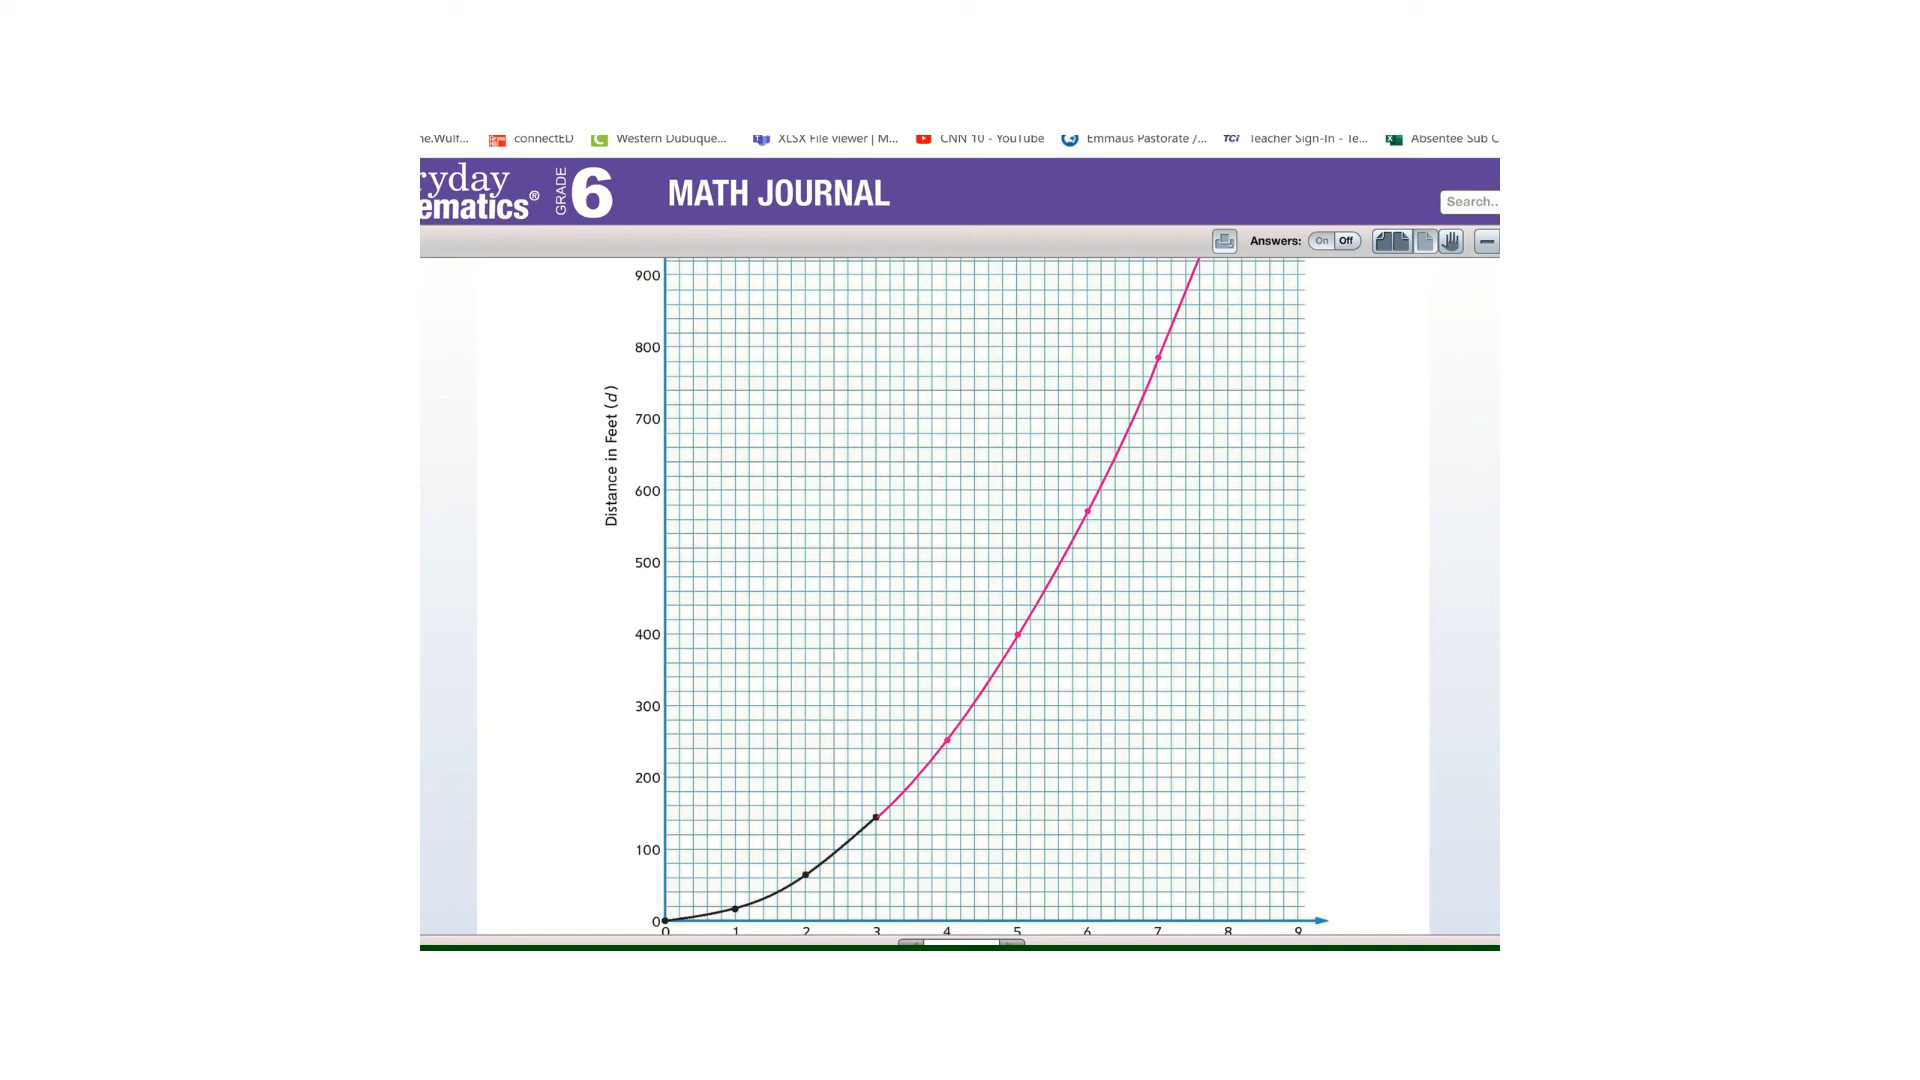 ne.Wulf... connectED Western Dubuque... XLSX File viewer | M... CNN 10 - YouTube Emmaus Pastorate /... TCi Teacher Sign-In - Te... Absentee Sub C
ryday
ematics® GRADE 6 MATH JOURNAL
Search..
Answers: On Off
900
800
700
600
500
400
300
200
100
0
Distance in Feet (d)
0 1 2 3 4 5 6 7 8 9